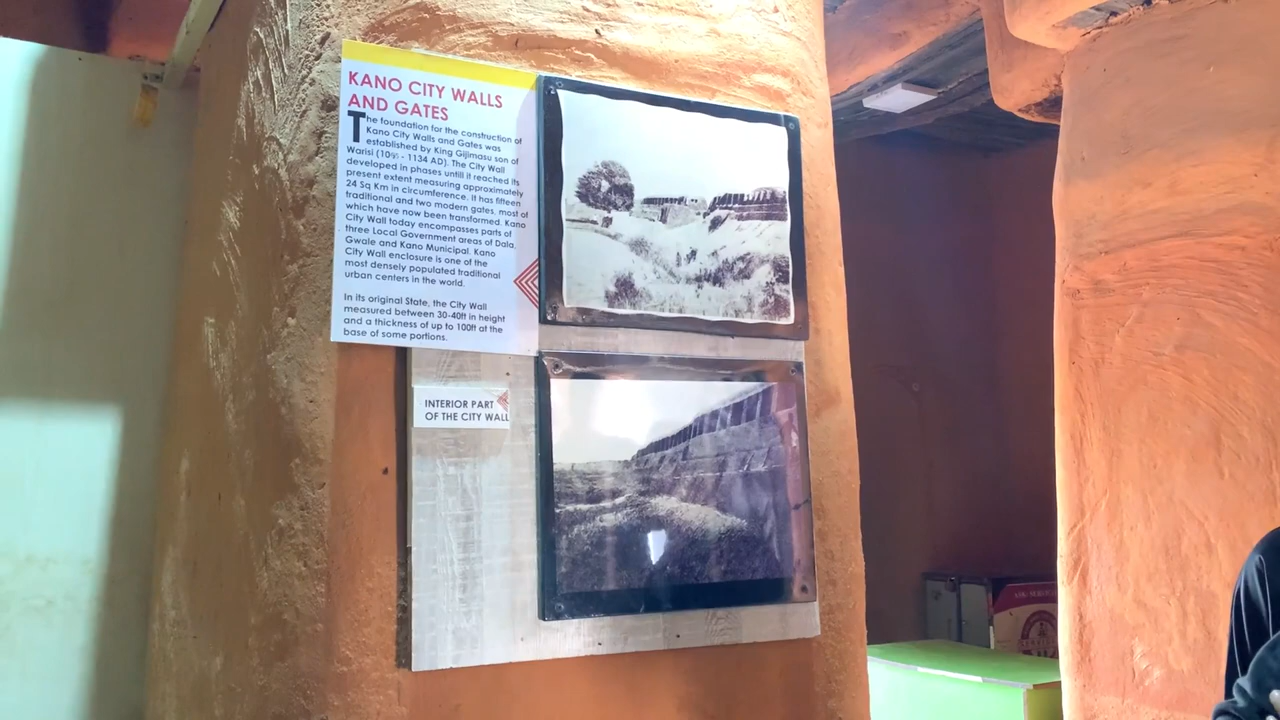 KANO CITY WALLS
AND GATES
The foundation for the construction of
Kano City Walls and Gates was
established by King Gijimasu son of
Warisi (1095 - 1134 AD). The City Wall
developed in phases untill it reached its
present extent measuring approximately
24 Sq Km in circumference. It has fifteen
traditional and two modern gates, most of
which have now been transformed. Kano
City Wall today encompasses parts of
three Local Government areas of Dala,
Gwale and Kano Municipal. Kano
City Wall enclosure is one of the
most densely populated traditional
urban centers in the world.
In its original State, the City Wall
measured between 30-40ft in height
and a thickness of up to 100ft at the
base of some portions.
INTERIOR PART
OF THE CITY WALL